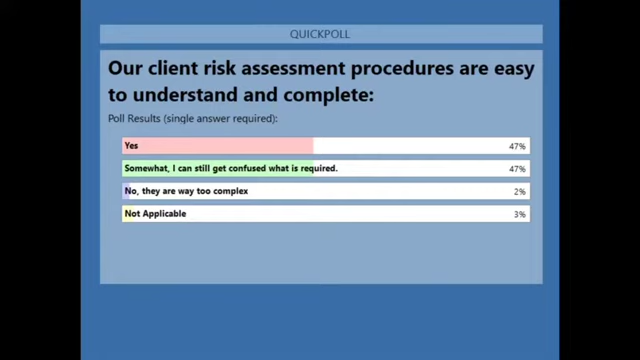 QUICKPOLL
Our client risk assessment procedures are easy
to understand and complete:
Poll Results (single answer required):
Yes 47%
Somewhat, I can still get confused what is required. 47%
No, they are way too complex 2%
Not Applicable 3%